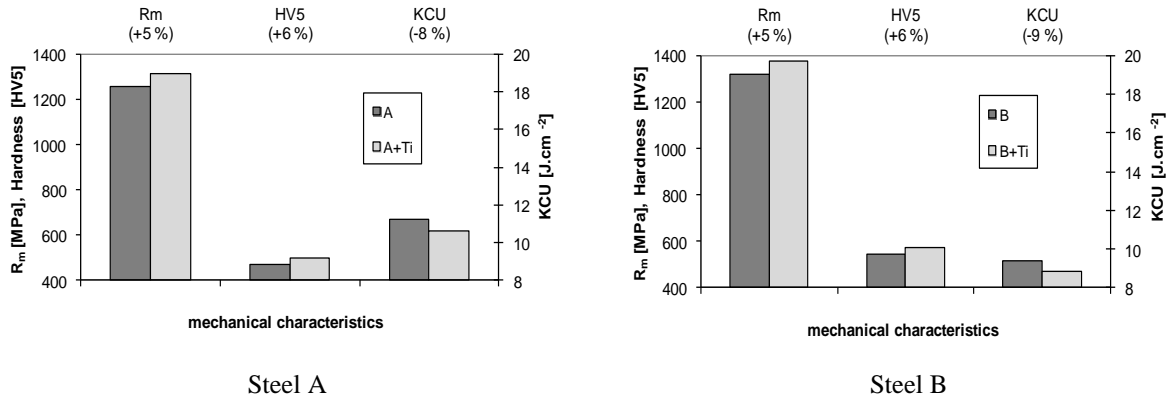 Rm HV5 KCU
(+5 %) (+6 %) (-8 %)
1400
1200
1000
800
600
400
Rm [MPa], Hardness [HV5]
20
18
16
14
12
10
8
KCU [J.cm -2]
A
A+Ti
mechanical characteristics
Steel A
Rm HV5 KCU
(+5 %) (+6 %) (-9 %)
1400
1200
1000
800
600
400
Rm [MPa], Hardness [HV5]
20
18
16
14
12
10
8
KCU [J.cm -2]
B
B+Ti
mechanical characteristics
Steel B